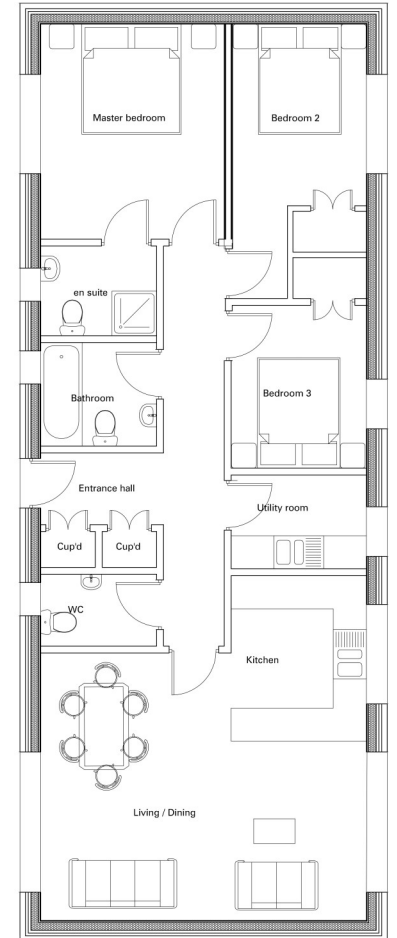 Master bedroom
Bedroom 2
en suite
Bathroom
Bedroom 3
Entrance hall
Utility room
Cup'd
Cup'd
WC
Kitchen
Living / Dining